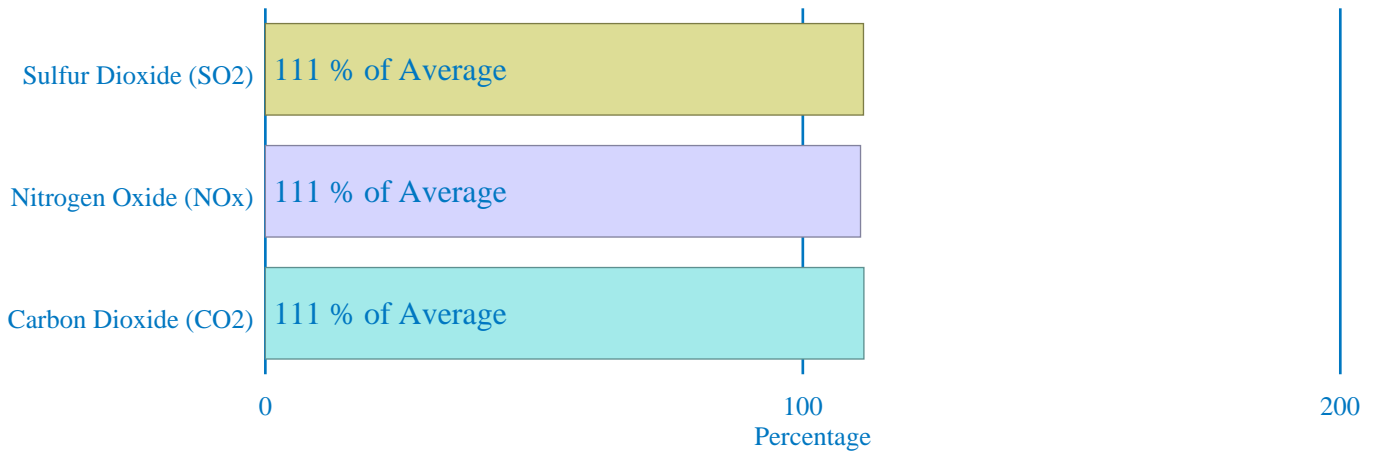 Sulfur Dioxide (SO2)
111 % of Average
Nitrogen Oxide (NOx)
111 % of Average
Carbon Dioxide (CO2)
111 % of Average
0
100
200
Percentage